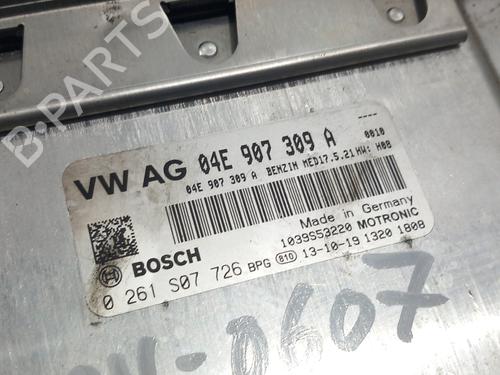 B-PARTS
VW AG 04E 907 309 A
0010
04E 907 309 A BENZIN MED17.5.21 HW: H08
Made in Germany
1039S53220 MOTRONIC
BOSCH
0 261 S07 726 BPG 810 13-10-19 1320 1808
-0607